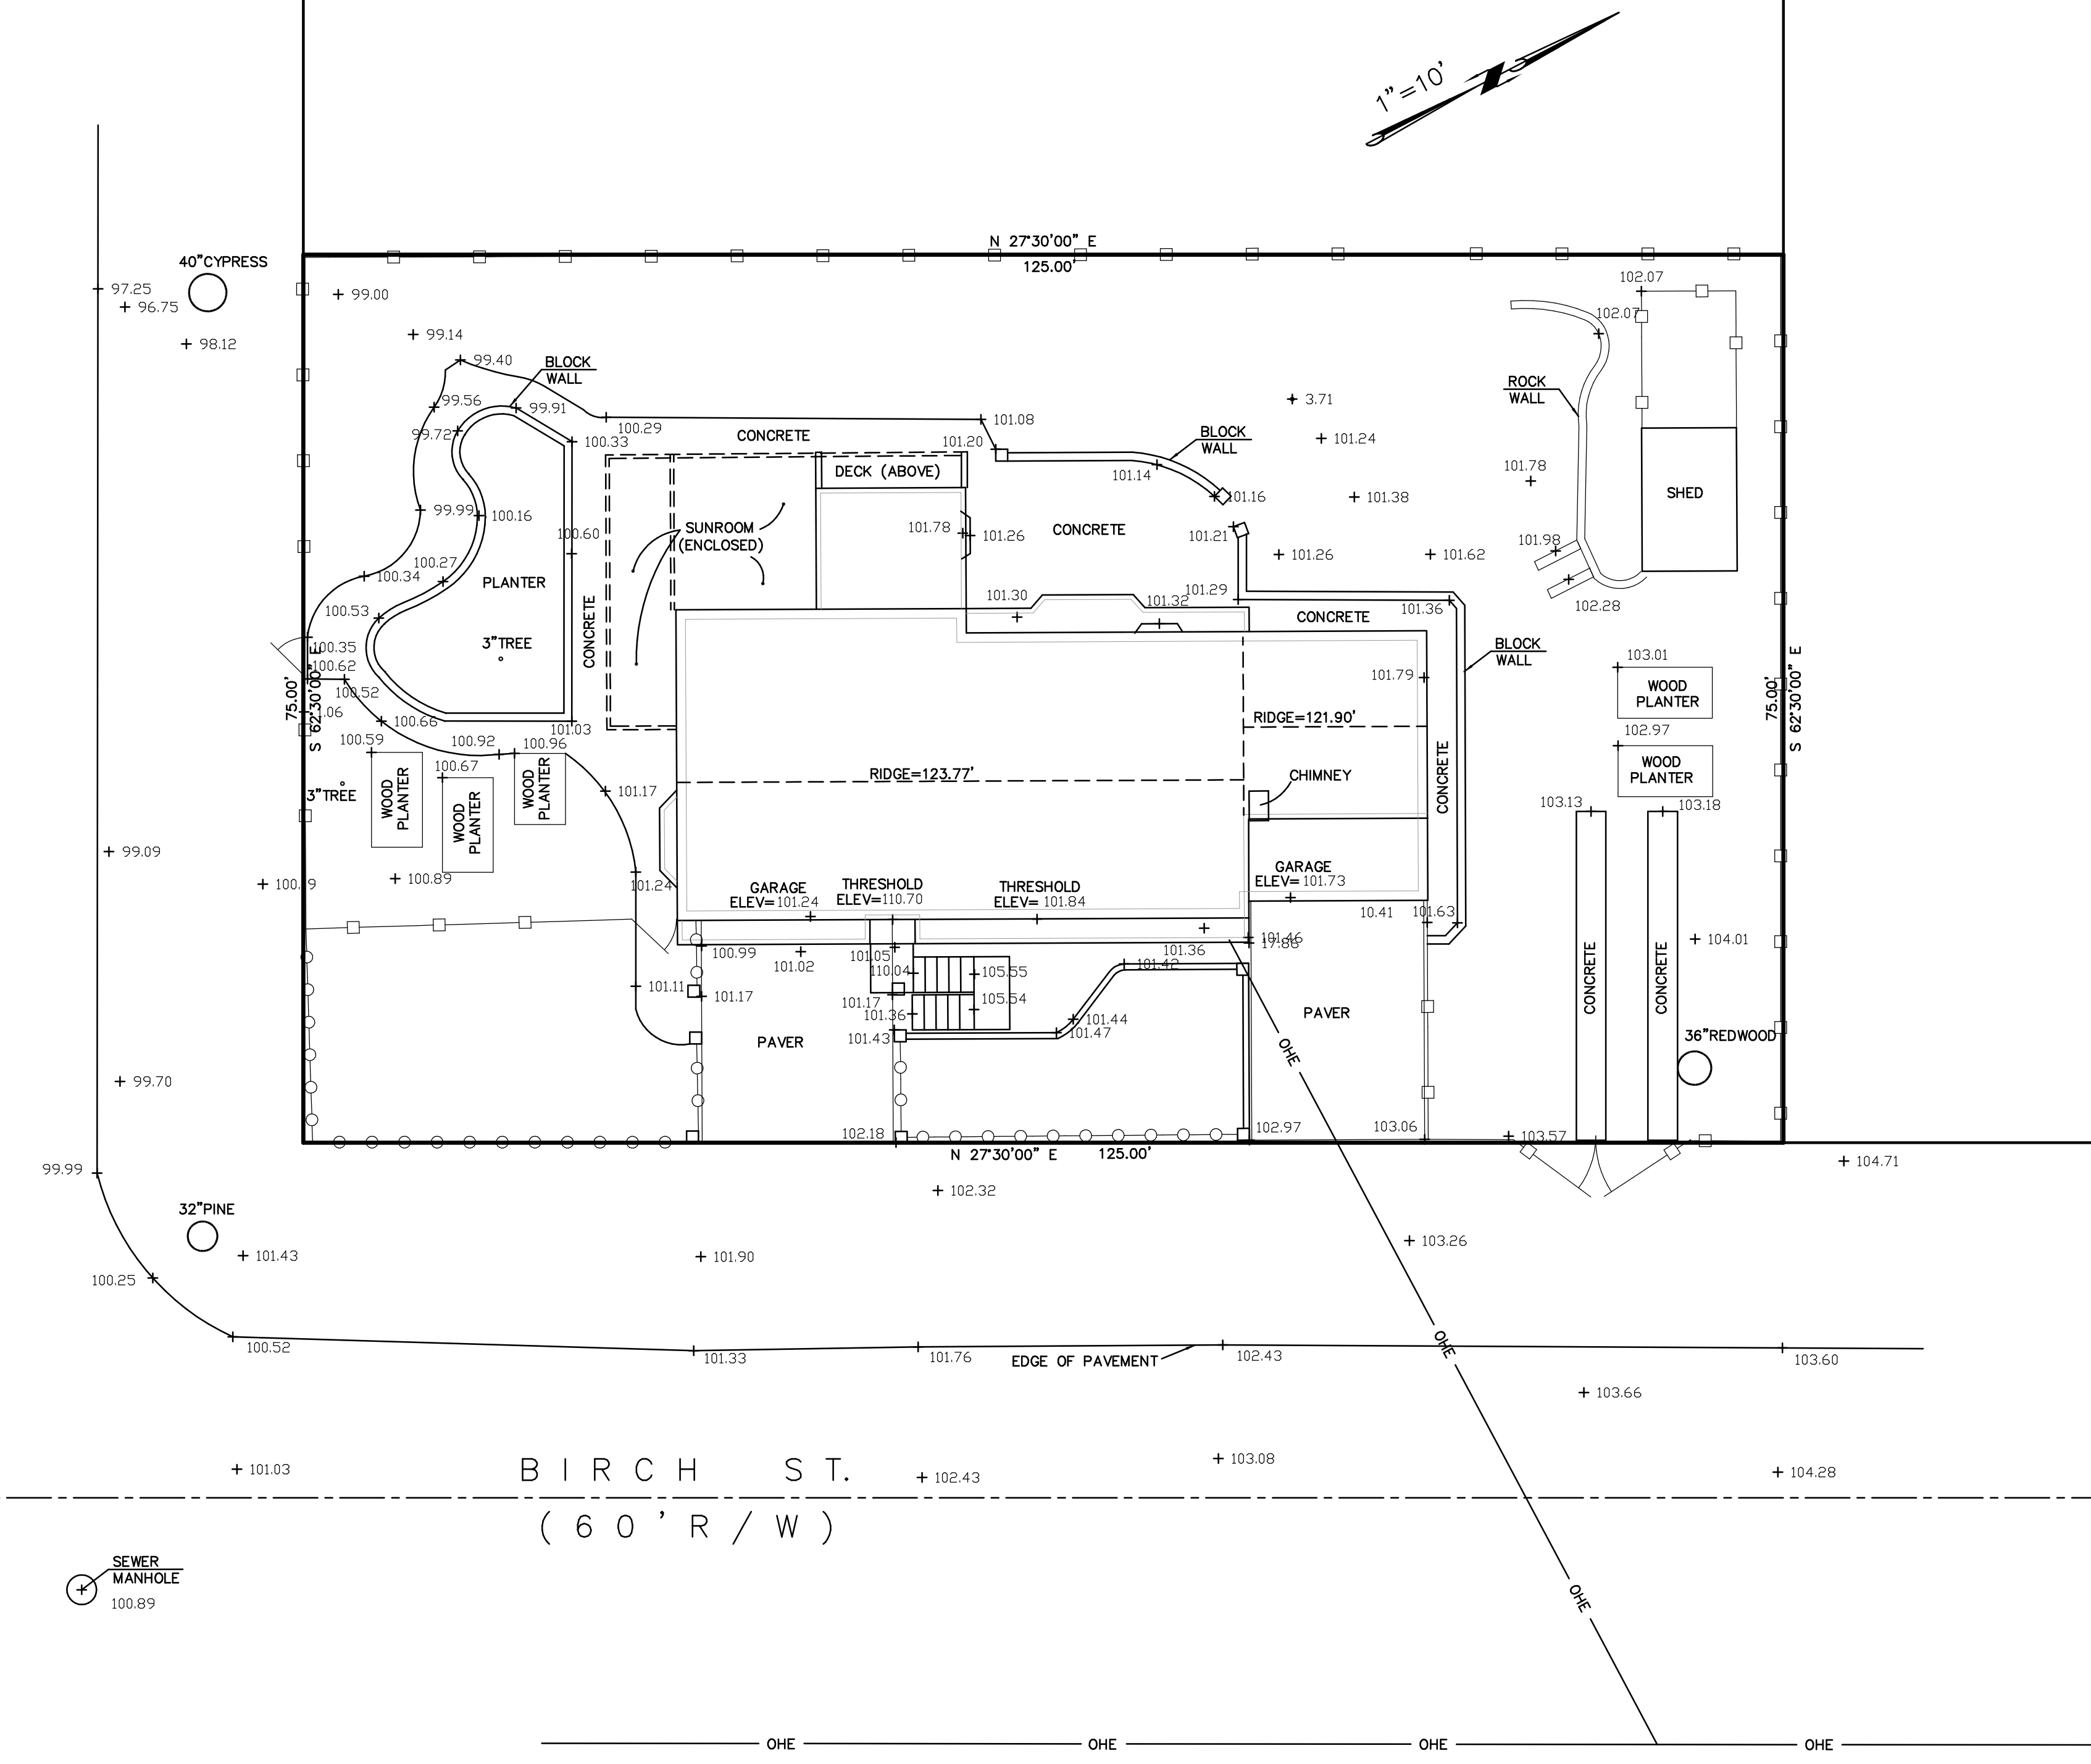 1"=10'
N 27°30'00" E
125.00'
40"CYPRESS
97.25
96.75
98.12
99.00
99.14
99.40
BLOCK
WALL
99.56
99.91
99.72
100.29
100.33
CONCRETE
101.08
101.20
DECK (ABOVE)
BLOCK
WALL
101.14
101.16
3.71
101.24
101.38
101.78
102.07
102.07
ROCK
WALL
SHED
101.98
102.28
99.99
100.16
100.60
SUNROOM
(ENCLOSED)
101.78
101.26
CONCRETE
101.21
101.26
101.62
100.34
100.27
PLANTER
100.53
3"TREE
CONCRETE
101.30
101.32
101.29
CONCRETE
101.36
BLOCK
WALL
100.35
100.62
100.52
75.00'
S 62°30'00" E
1.06
100.66
101.03
100.59
100.92
100.96
100.67
3"TREE
WOOD
PLANTER
WOOD
PLANTER
WOOD
PLANTER
101.17
RIDGE=123.77'
RIDGE=121.90'
101.79
CHIMNEY
CONCRETE
103.01
WOOD
PLANTER
102.97
WOOD
PLANTER
103.13
103.18
75.00'
S 62°30'00" E
99.09
100.89
101.24
GARAGE
ELEV=101.24
THRESHOLD
ELEV=110.70
THRESHOLD
ELEV= 101.84
GARAGE
ELEV= 101.73
10.41
101.63
100.99
101.02
101.05
110.04
105.55
101.36
101.42
101.46
17.86
104.01
101.11
101.17
101.17
101.36
105.54
101.43
101.44
101.47
PAVER
PAVER
CONCRETE
CONCRETE
36"REDWOOD
99.70
OHE
102.18
102.97
103.06
103.57
N 27°30'00" E
125.00'
99.99
104.71
102.32
32"PINE
101.43
101.90
103.26
100.25
100.52
101.33
101.76
EDGE OF PAVEMENT
102.43
OHE
103.60
103.66
101.03
BIRCH ST.
102.43
103.08
104.28
(60'R/W)
SEWER
MANHOLE
100.89
OHE
OHE
OHE
OHE
OHE